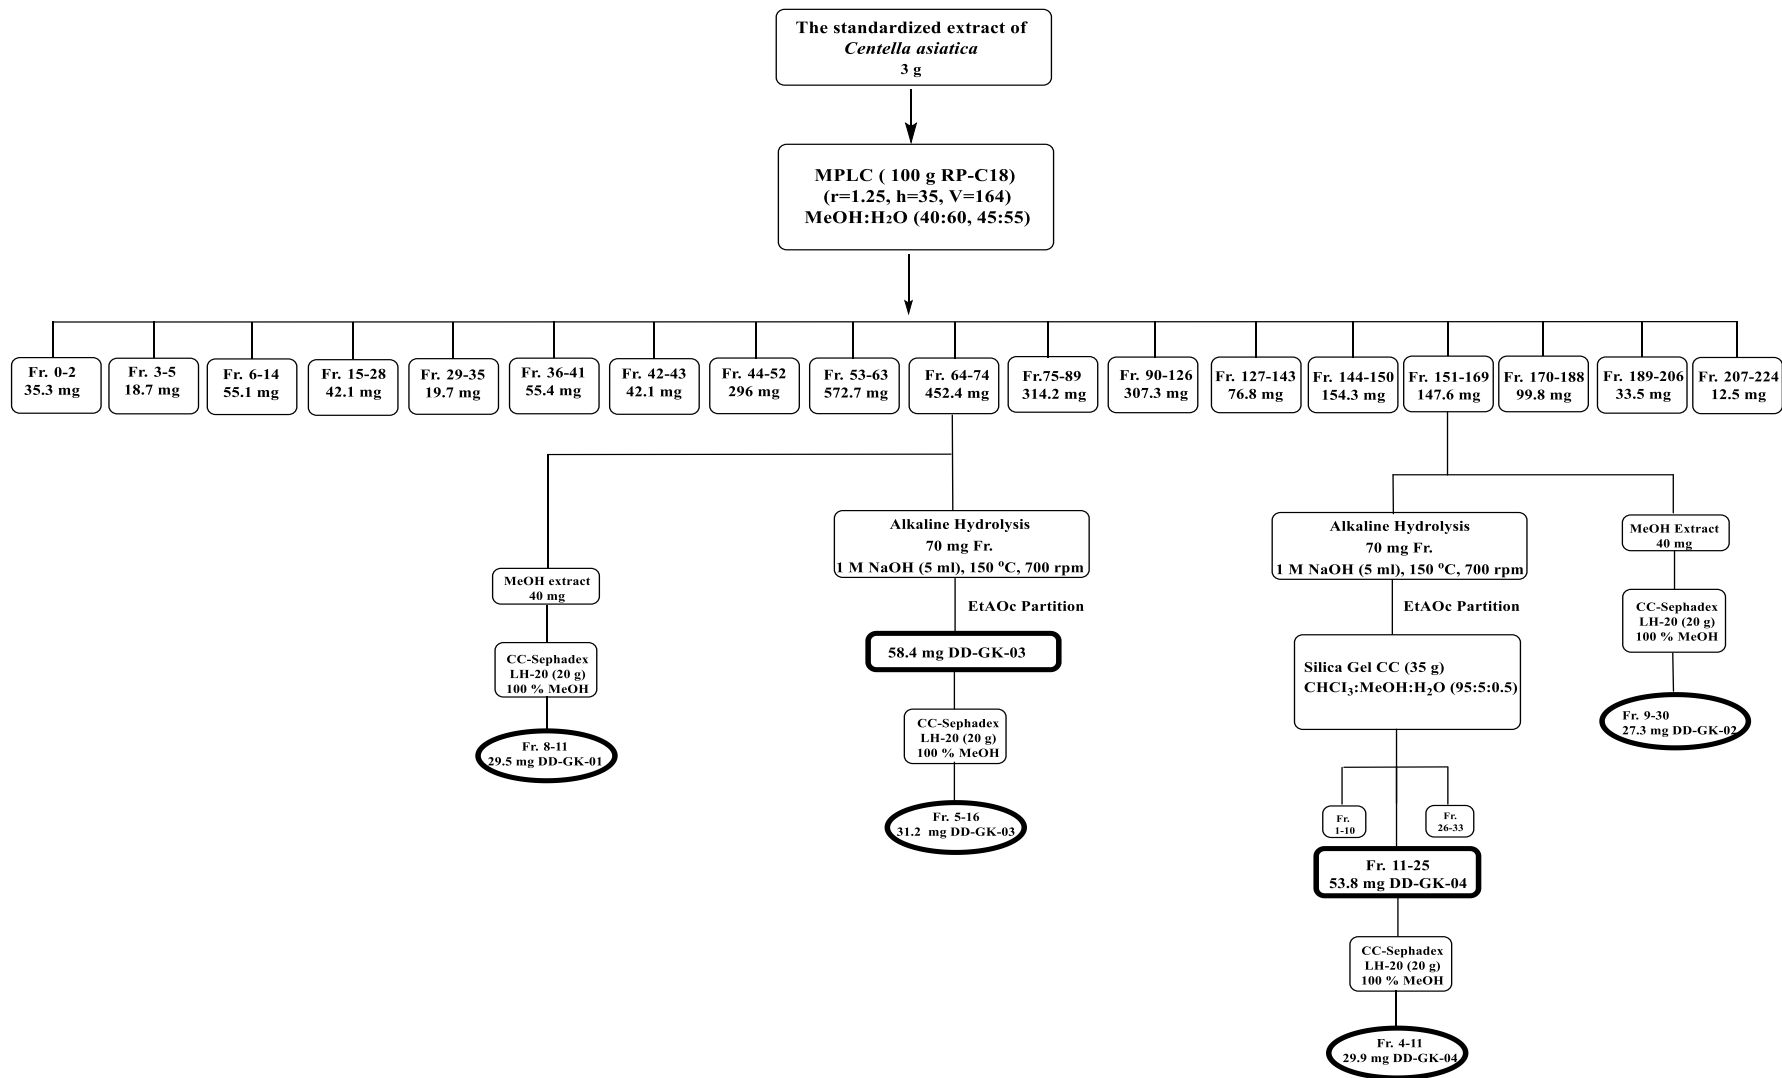 The standardized extract of
Centella asiatica
3 g
MPLC ( 100 g RP-C18)
(r=1.25, h=35, V=164)
MeOH:H2O (40:60, 45:55)
Fr. 0-2
35.3 mg
Fr. 3-5
18.7 mg
Fr. 6-14
55.1 mg
Fr. 15-28
42.1 mg
Fr. 29-35
19.7 mg
Fr. 36-41
55.4 mg
Fr. 42-43
42.1 mg
Fr. 44-52
296 mg
Fr. 53-63
572.7 mg
Fr. 64-74
452.4 mg
Fr.75-89
314.2 mg
Fr. 90-126
307.3 mg
Fr. 127-143
76.8 mg
Fr. 144-150
154.3 mg
Fr. 151-169
147.6 mg
Fr. 170-188
99.8 mg
Fr. 189-206
33.5 mg
Fr. 207-224
12.5 mg
MeOH extract
40 mg
CC-Sephadex
LH-20 (20 g)
100 % MeOH
Fr. 8-11
29.5 mg DD-GK-01
Alkaline Hydrolysis
70 mg Fr.
1 M NaOH (5 ml), 150 °C, 700 rpm
EtAOc Partition
58.4 mg DD-GK-03
CC-Sephadex
LH-20 (20 g)
100 % MeOH
Fr. 5-16
31.2 mg DD-GK-03
Alkaline Hydrolysis
70 mg Fr.
1 M NaOH (5 ml), 150 °C, 700 rpm
EtAOc Partition
Silica Gel CC (35 g)
CHCI3:MeOH:H2O (95:5:0.5)
Fr.
1-10
Fr.
26-33
Fr. 11-25
53.8 mg DD-GK-04
CC-Sephadex
LH-20 (20 g)
100 % MeOH
Fr. 4-11
29.9 mg DD-GK-04
MeOH Extract
40 mg
CC-Sephadex
LH-20 (20 g)
100 % MeOH
Fr. 9-30
27.3 mg DD-GK-02